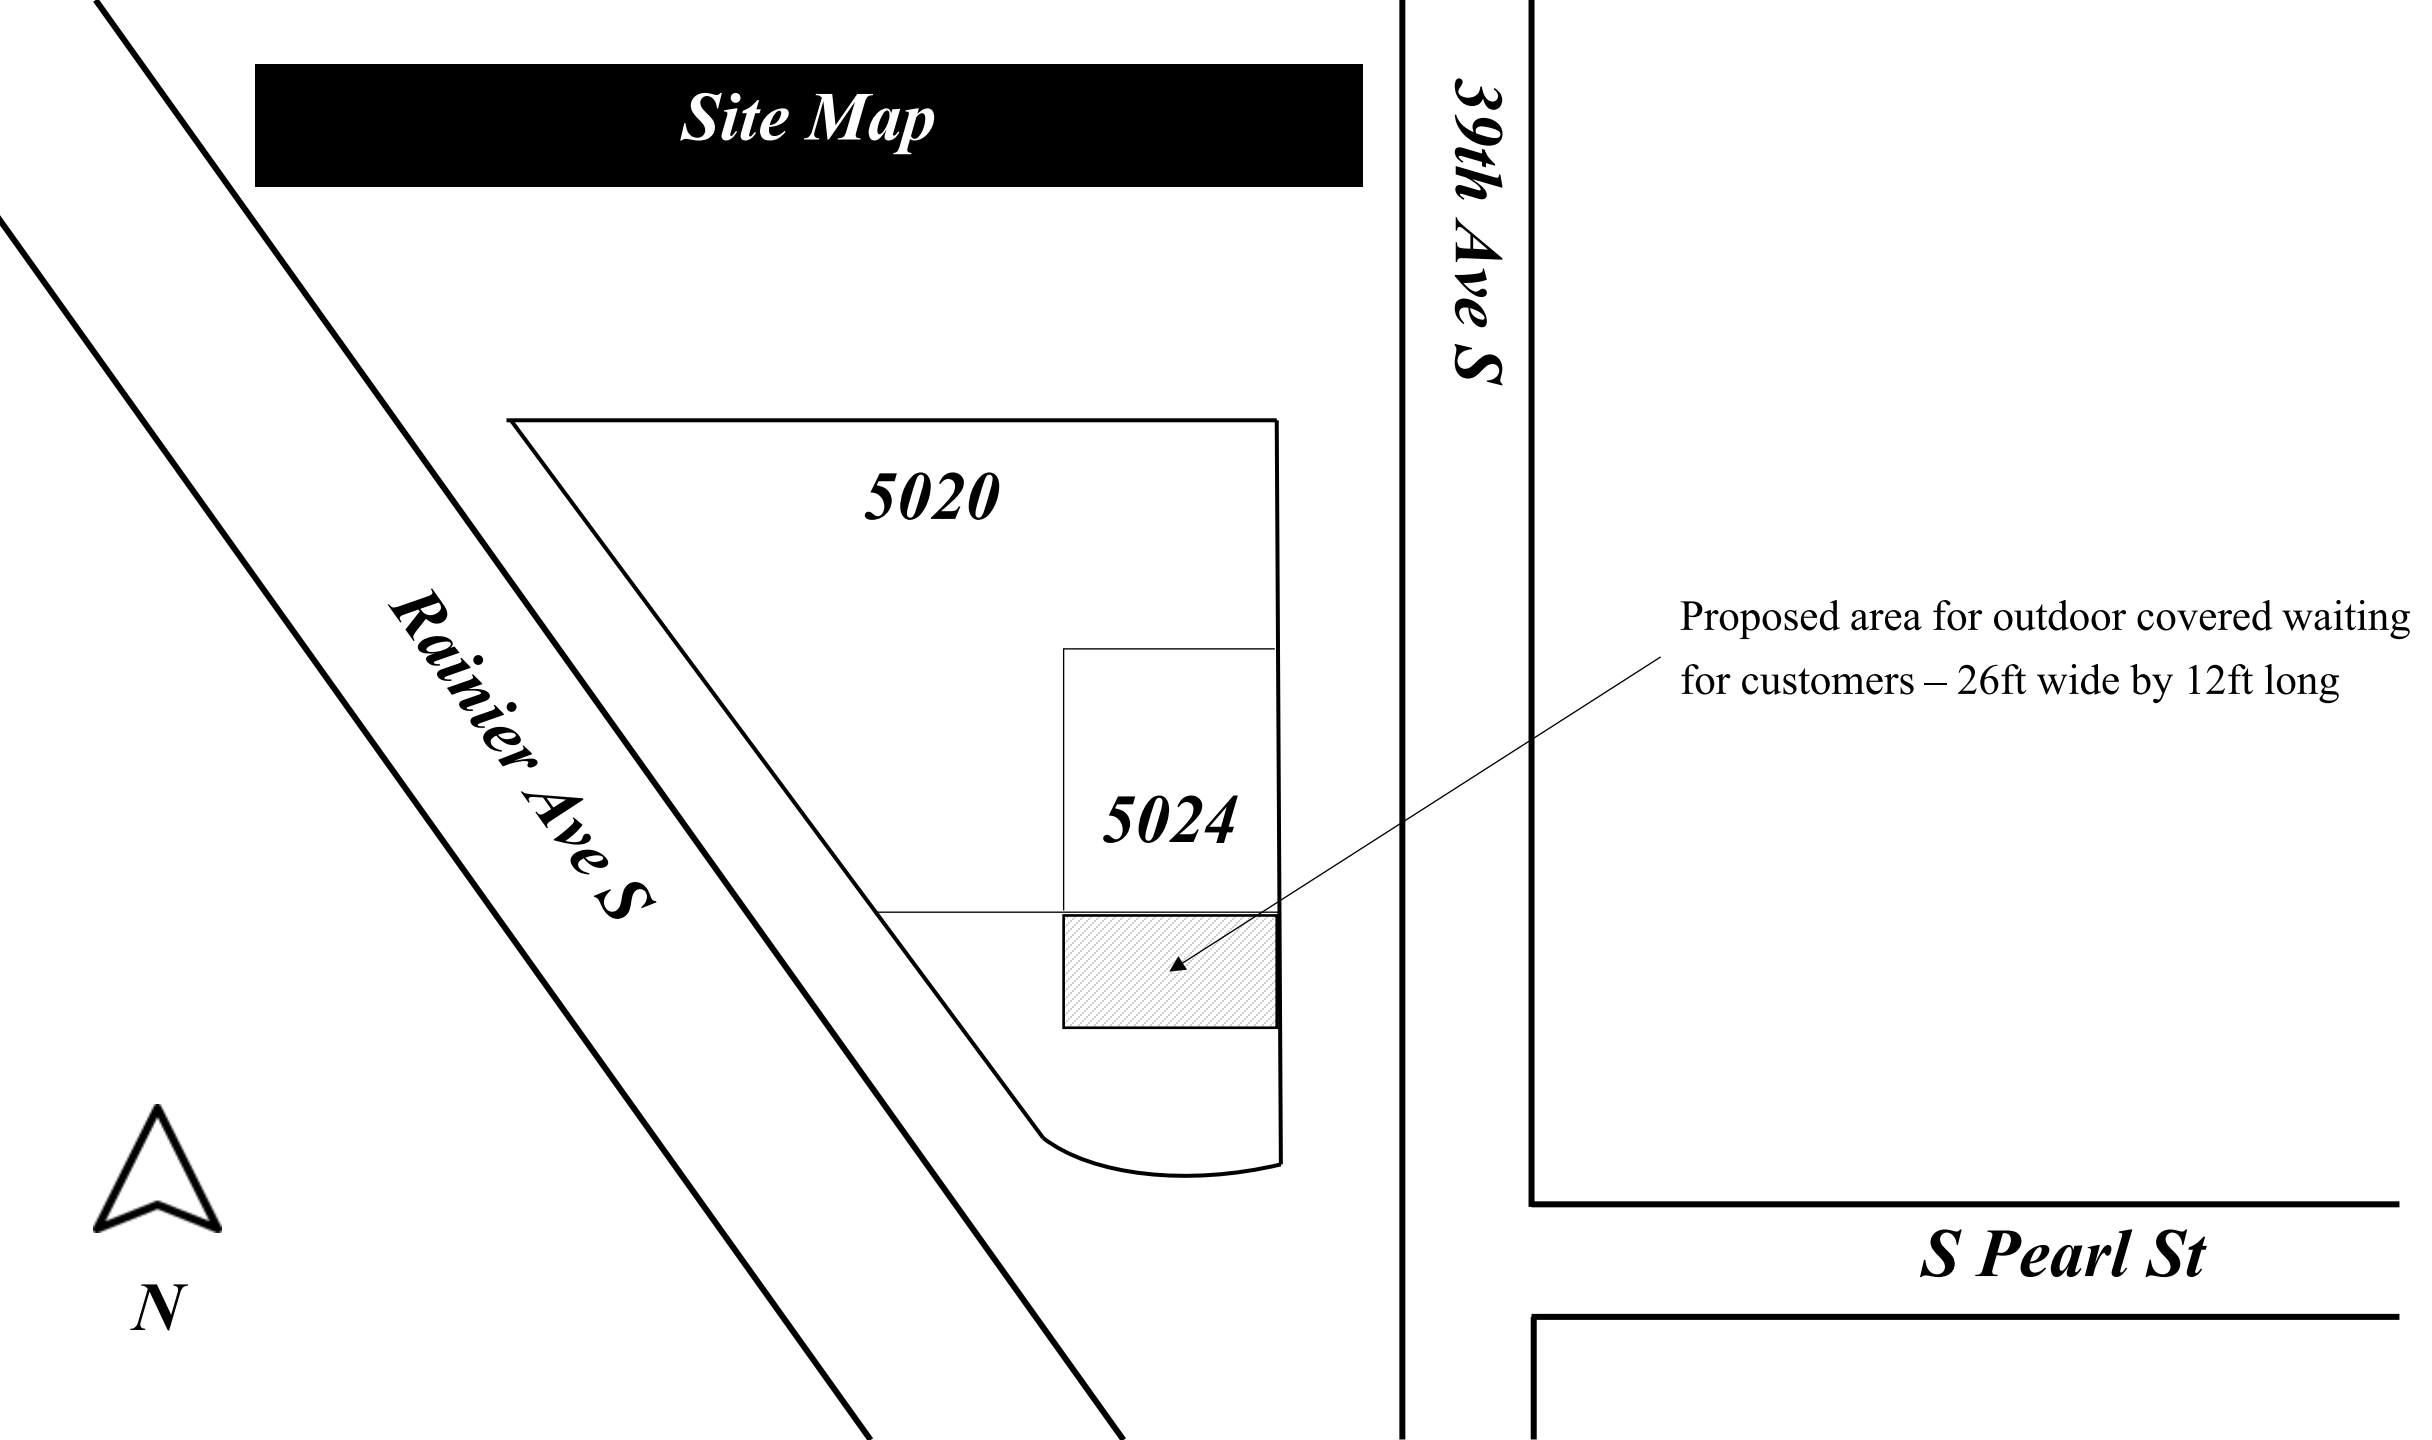 Site Map
39th Ave S
5020
Rainier Ave S
Proposed area for outdoor covered waiting
for customers – 26ft wide by 12ft long
5024
S Pearl St
N